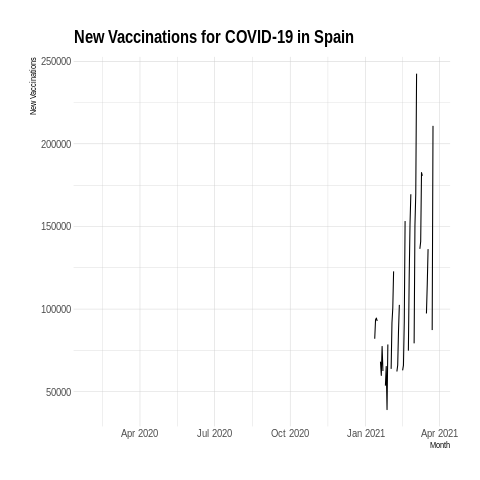 New Vaccinations for COVID-19 in Spain
New Vaccinations
250000
200000
150000
100000
50000
Apr 2020 Jul 2020 Oct 2020 Jan 2021 Apr 2021
Month